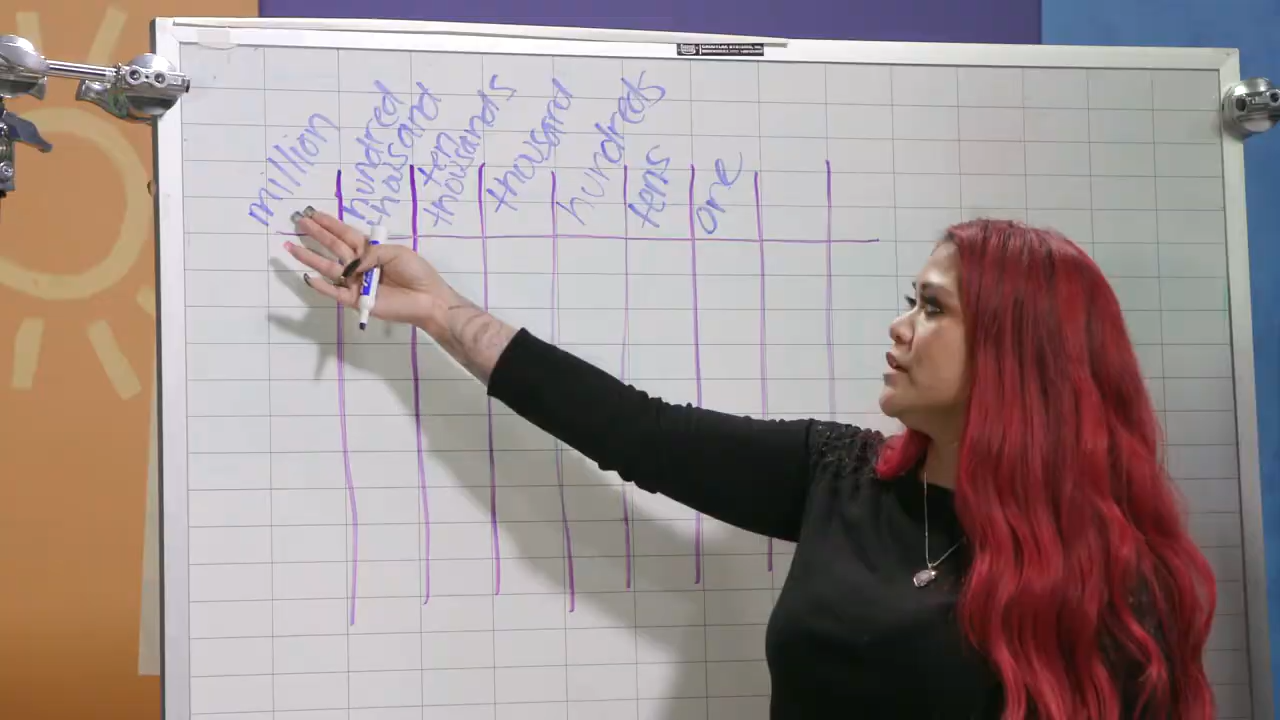 million
hundred
thousand
ten
thousands
thousand
hundreds
tens
one